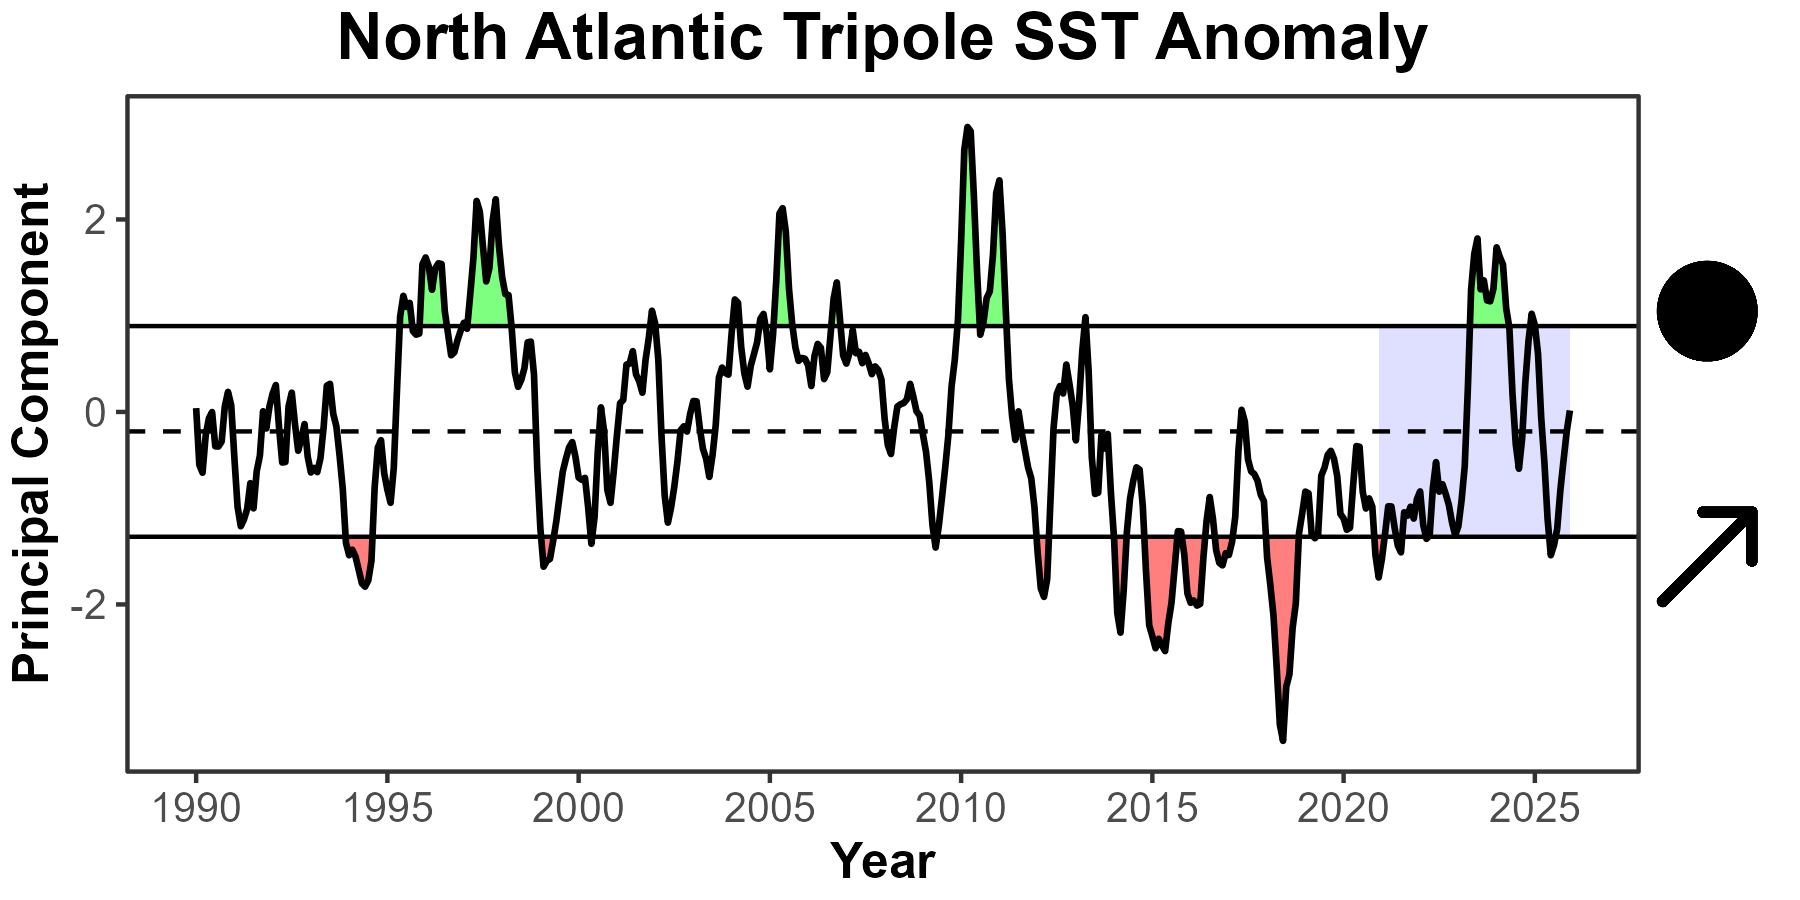 North Atlantic Tripole SST Anomaly
Principal Component
2
0
-2
1990 1995 2000 2005 2010 2015 2020 2025
Year